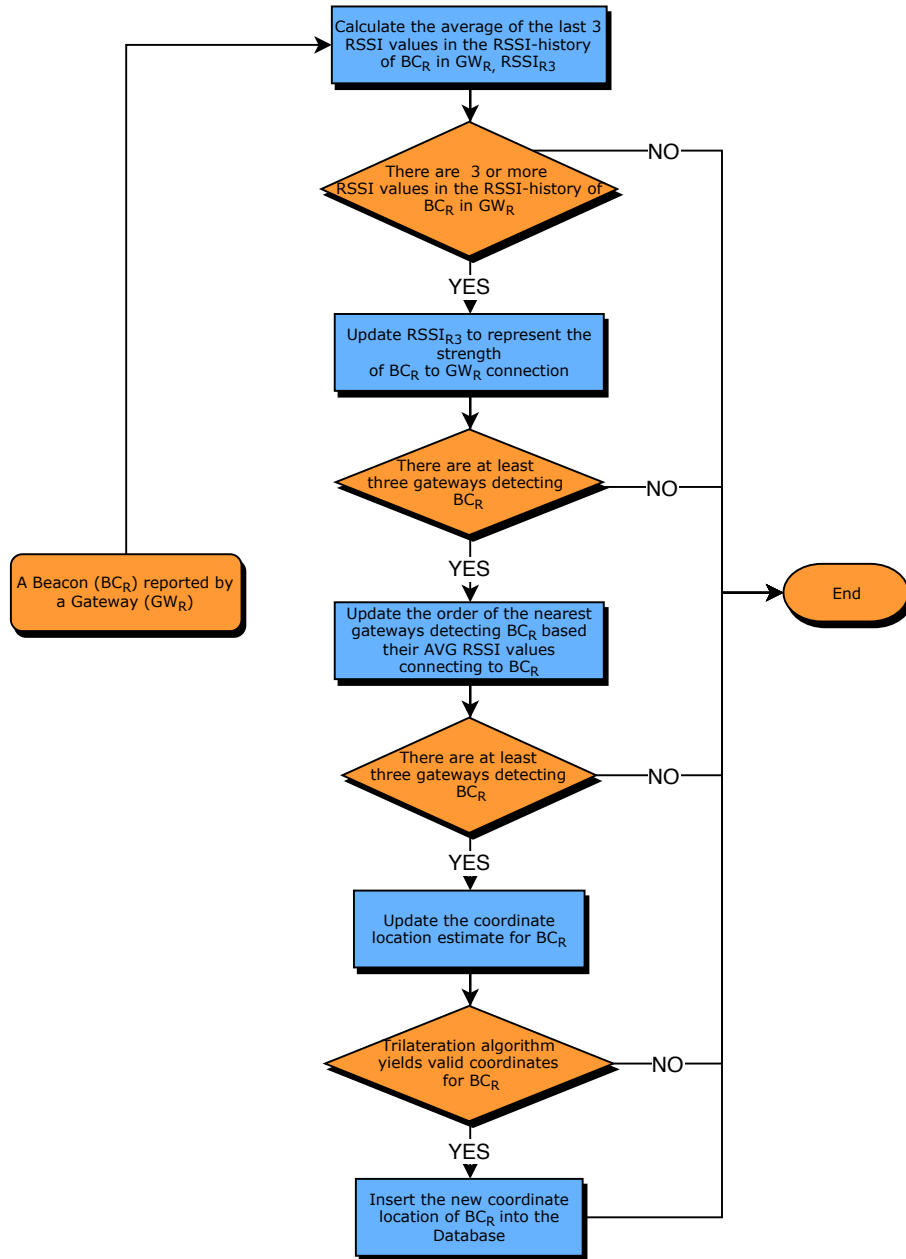 Calculate the average of the last 3
RSSI values in the RSSI-history
of BCR in GWR, RSSIR3
There are 3 or more
RSSI values in the RSSI-history of
BCR in GWR
NO
YES
Update RSSIR3 to represent the
strength
of BCR to GWR connection
There are at least
three gateways detecting
BCR
NO
YES
A Beacon (BCR) reported by
a Gateway (GWR)
End
Update the order of the nearest
gateways detecting BCR based
their AVG RSSI values
connecting to BCR
There are at least
three gateways detecting
BCR
NO
YES
Update the coordinate
location estimate for BCR
Trilateration algorithm
yields valid coordinates
for BCR
NO
YES
Insert the new coordinate
location of BCR into the
Database